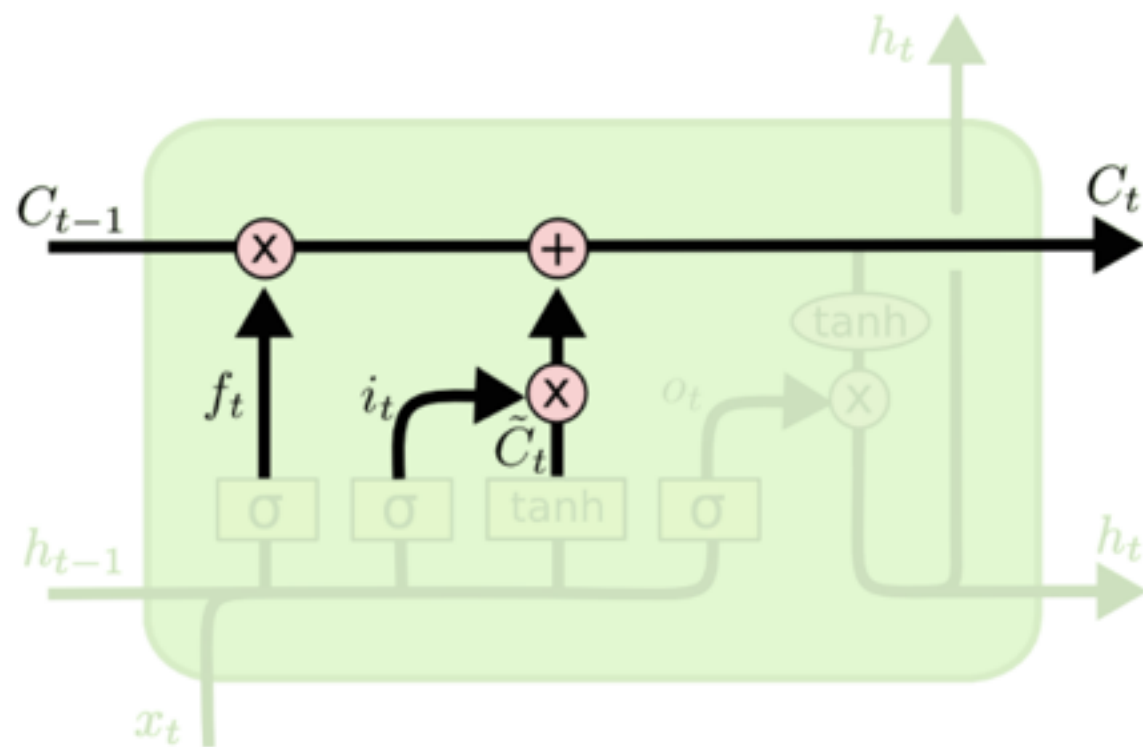 h_t
C_{t-1}
C_t
x
+
tanh
f_t
i_t
x
o_t
x
C̃_t
σ
σ
tanh
σ
h_{t-1}
h_t
x_t